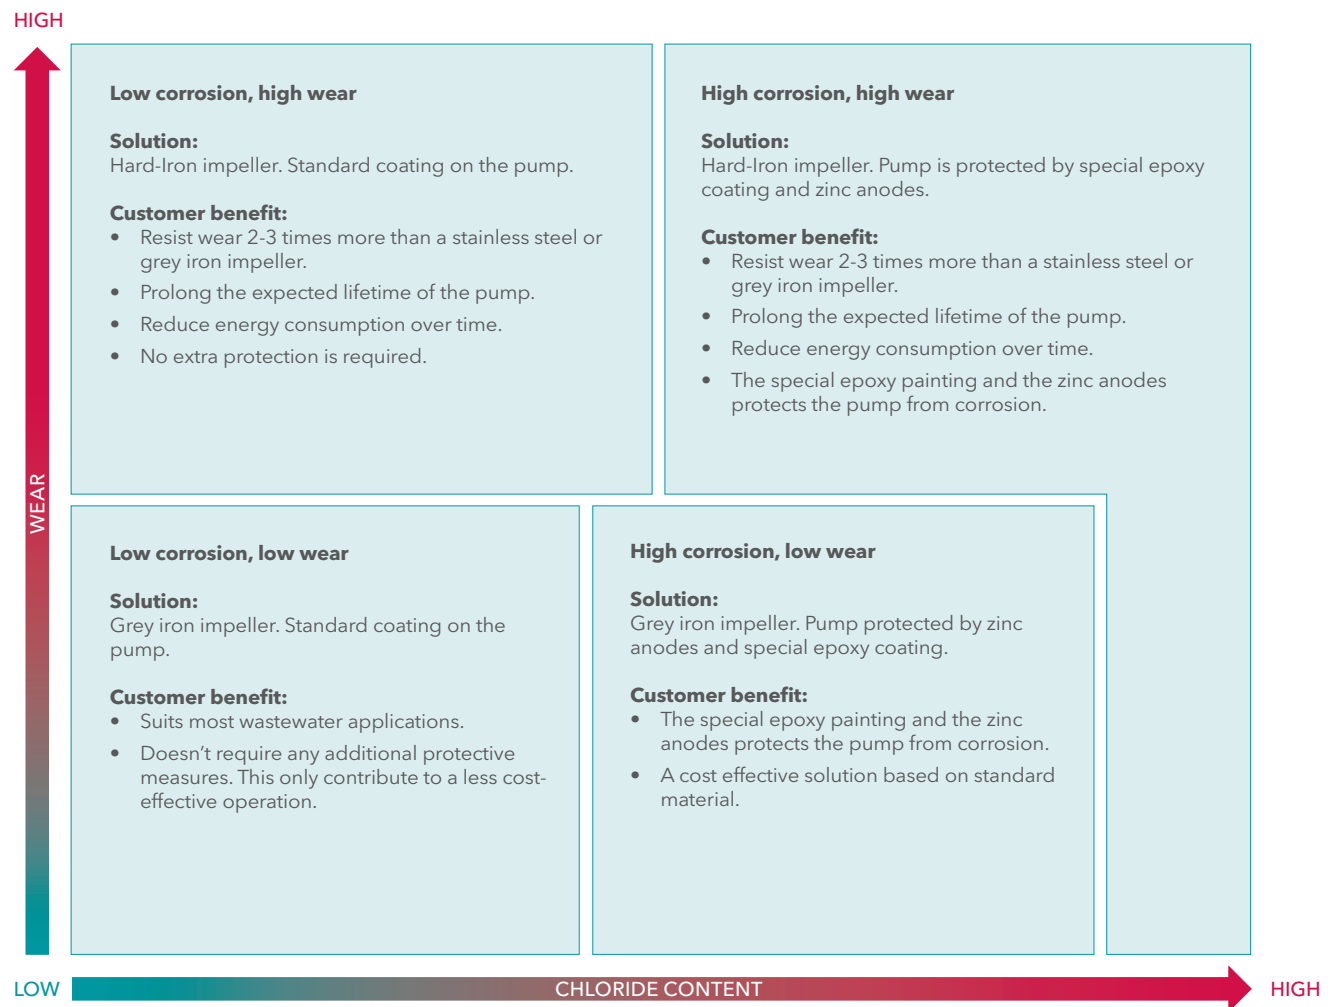 HIGH
Low corrosion, high wear
Solution:
Hard-Iron impeller. Standard coating on the pump.
Customer benefit:
• Resist wear 2-3 times more than a stainless steel or
grey iron impeller.
• Prolong the expected lifetime of the pump.
• Reduce energy consumption over time.
• No extra protection is required.
High corrosion, high wear
Solution:
Hard-Iron impeller. Pump is protected by special epoxy
coating and zinc anodes.
Customer benefit:
• Resist wear 2-3 times more than a stainless steel or
grey iron impeller.
• Prolong the expected lifetime of the pump.
• Reduce energy consumption over time.
• The special epoxy painting and the zinc anodes
protects the pump from corrosion.
WEAR
Low corrosion, low wear
Solution:
Grey iron impeller. Standard coating on the
pump.
Customer benefit:
• Suits most wastewater applications.
• Doesn’t require any additional protective
measures. This only contribute to a less cost-
effective operation.
High corrosion, low wear
Solution:
Grey iron impeller. Pump protected by zinc
anodes and special epoxy coating.
Customer benefit:
• The special epoxy painting and the zinc
anodes protects the pump from corrosion.
• A cost effective solution based on standard
material.
LOW
CHLORIDE CONTENT
HIGH